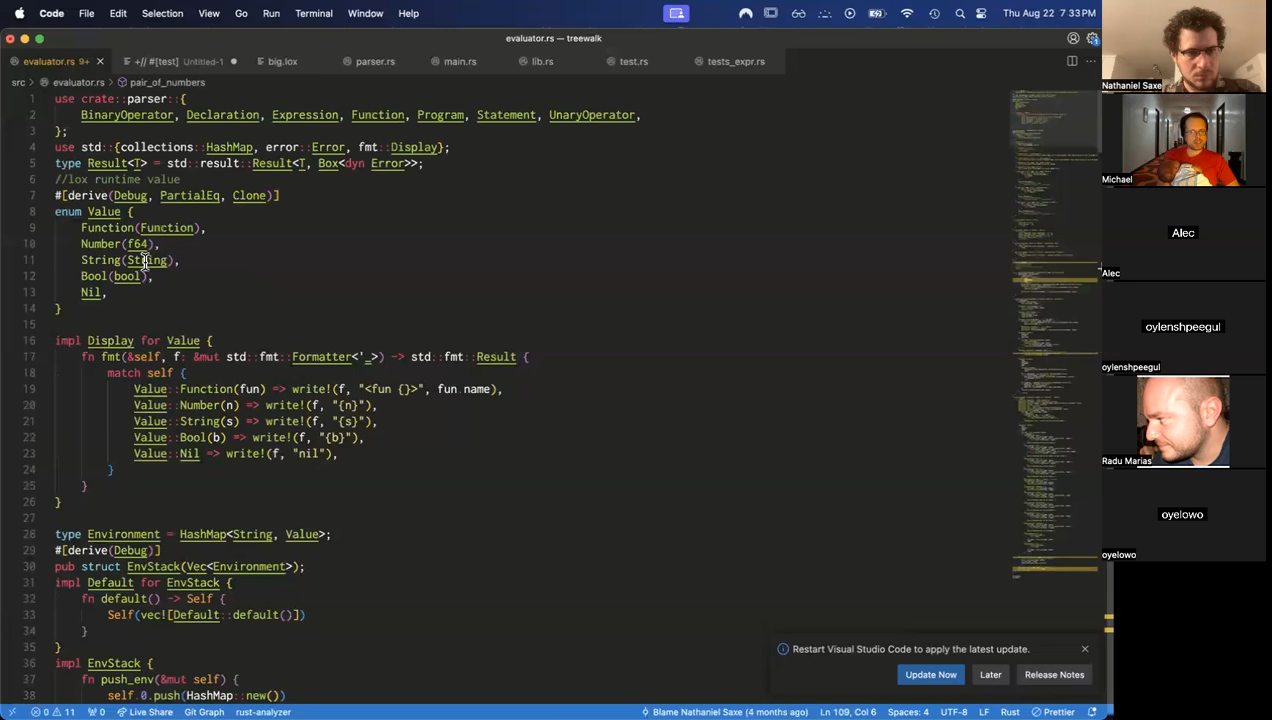 Code File Edit Selection View Go Run Terminal Window Help Thu Aug 22 7:33 PM
evaluator.rs — treewalk
evaluator.rs 9+ +// #[test] Untitled-1 big.lox parser.rs main.rs lib.rs test.rs tests_expr.rs
src evaluator.rs pair_of_numbers
1 use crate::parser::{
2 BinaryOperator, Declaration, Expression, Function, Program, Statement, UnaryOperator,
3 };
4 use std::{collections::HashMap, error::Error, fmt::Display};
5 type Result<T> = std::result::Result<T, Box<dyn Error>>;
6 //lox runtime value
7 #[derive(Debug, PartialEq, Clone)]
8 enum Value {
9 Function(Function),
10 Number(f64),
11 String(String),
12 Bool(bool),
13 Nil,
14 }
15
16 impl Display for Value {
17 fn fmt(&self, f: &mut std::fmt::Formatter<'_>) -> std::fmt::Result {
18 match self {
19 Value::Function(fun) => write!(f, "<fun {}>", fun.name),
20 Value::Number(n) => write!(f, "{n}"),
21 Value::String(s) => write!(f, "{s}"),
22 Value::Bool(b) => write!(f, "{b}"),
23 Value::Nil => write!(f, "nil"),
24 }
25 }
26 }
27
28 type Environment = HashMap<String, Value>;
29 #[derive(Debug)]
30 pub struct EnvStack(Vec<Environment>);
31 impl Default for EnvStack {
32 fn default() -> Self {
33 Self(vec![Default::default()])
34 }
35 }
36 impl EnvStack {
37 fn push_env(&mut self) {
38 self.0.push(HashMap::new())
Restart Visual Studio Code to apply the latest update.
Update Now Later Release Notes
0 11 0 Live Share Git Graph rust-analyzer Blame Nathaniel Saxe (4 months ago) Ln 109, Col 6 Spaces: 4 UTF-8 LF Rust Prettier
Nathaniel Saxe
Michael
Alec
Alec
oylenshpeegul
oylenshpeegul
Radu Marias
oyelowo
oyelowo